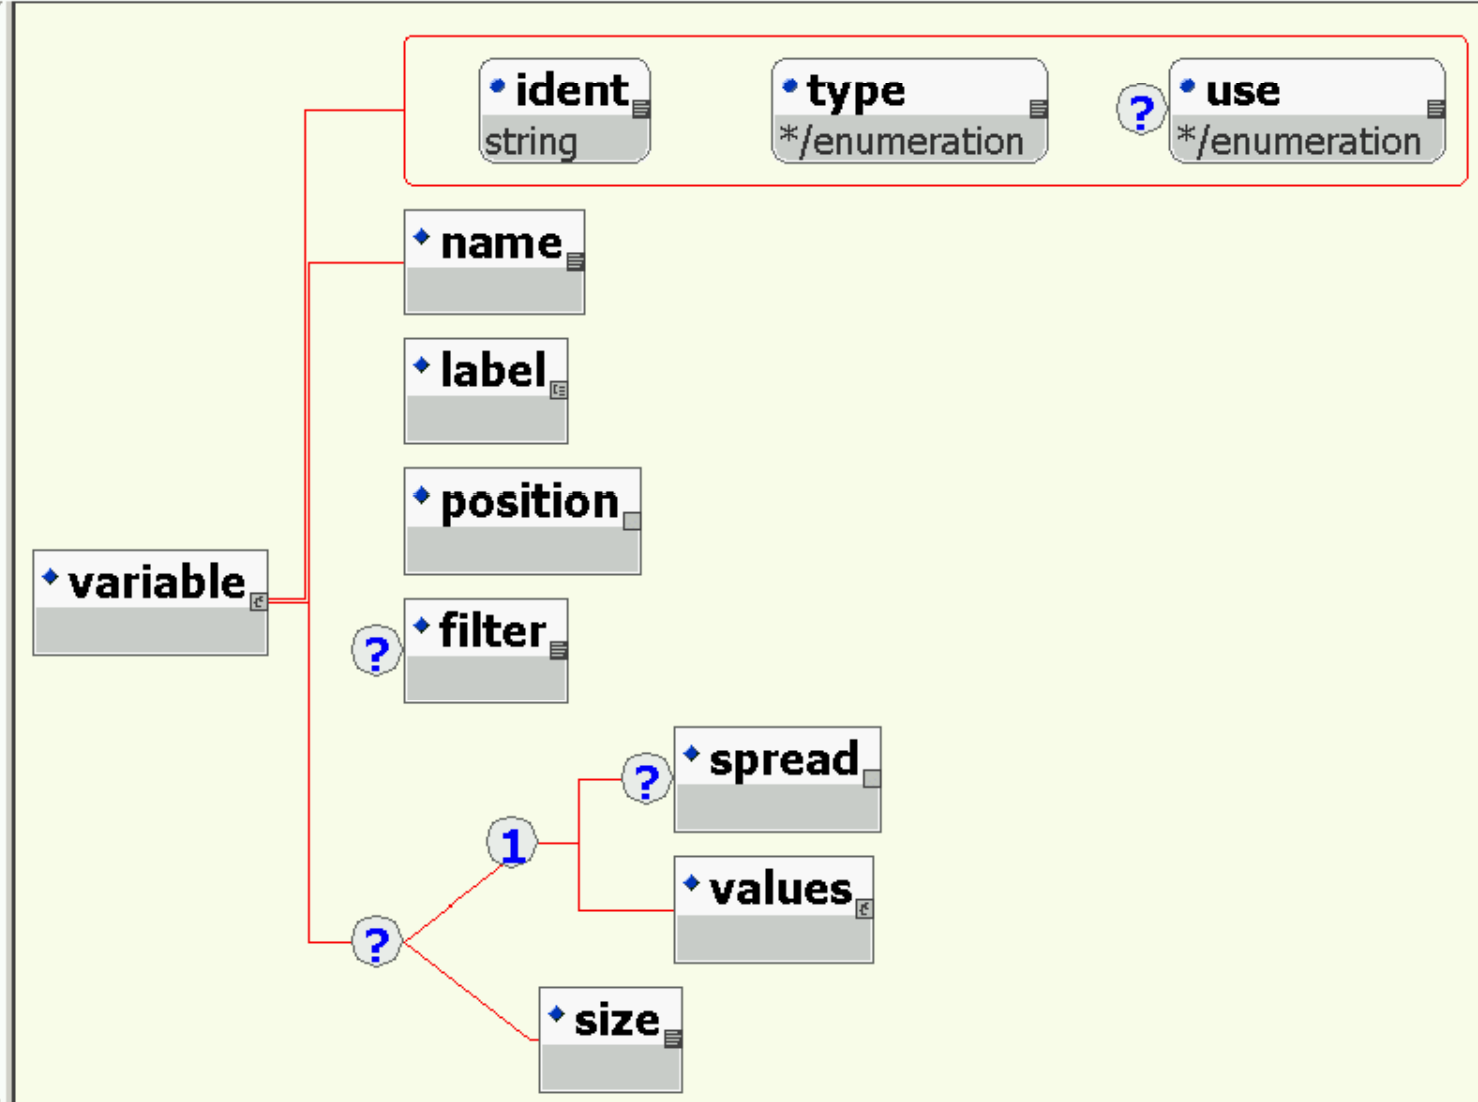 ident
string
type
*/enumeration
?
use
*/enumeration
name
label
position
variable
?
filter
?
spread
1
values
?
size